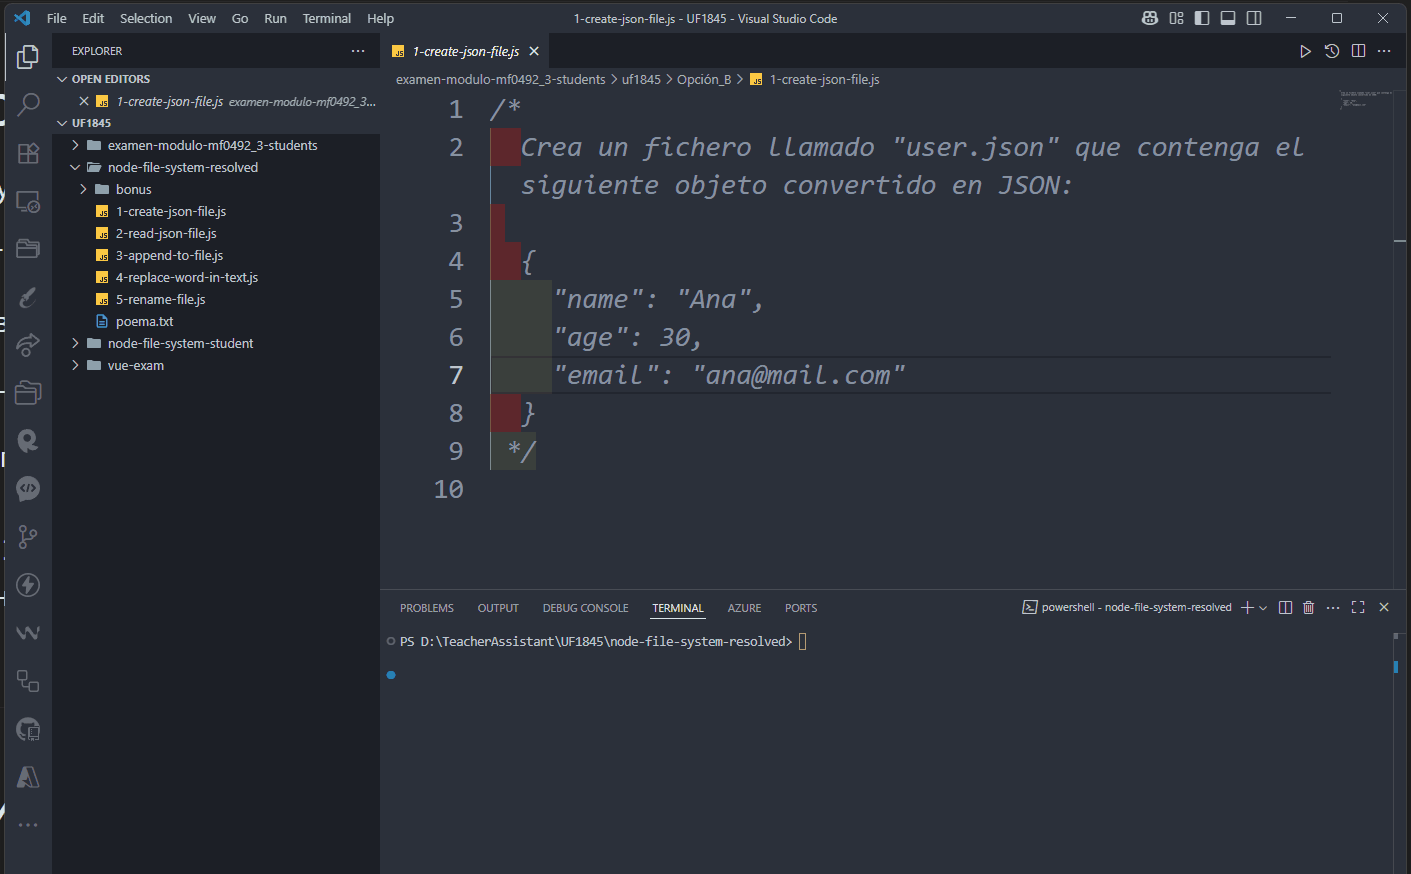 File Edit Selection View Go Run Terminal Help
1-create-json-file.js - UF1845 - Visual Studio Code
EXPLORER
OPEN EDITORS
JS 1-create-json-file.js examen-modulo-mf0492_3...
UF1845
examen-modulo-mf0492_3-students
node-file-system-resolved
bonus
JS 1-create-json-file.js
JS 2-read-json-file.js
JS 3-append-to-file.js
JS 4-replace-word-in-text.js
JS 5-rename-file.js
poema.txt
node-file-system-student
vue-exam
JS 1-create-json-file.js
examen-modulo-mf0492_3-students > uf1845 > Opción_B > JS 1-create-json-file.js
1 /*
2 Crea un fichero llamado "user.json" que contenga el
siguiente objeto convertido en JSON:
3
4 {
5 "name": "Ana",
6 "age": 30,
7 "email": "ana@mail.com"
8 }
9 */
10
PROBLEMS OUTPUT DEBUG CONSOLE TERMINAL AZURE PORTS
powershell - node-file-system-resolved
PS D:\TeacherAssistant\UF1845\node-file-system-resolved>